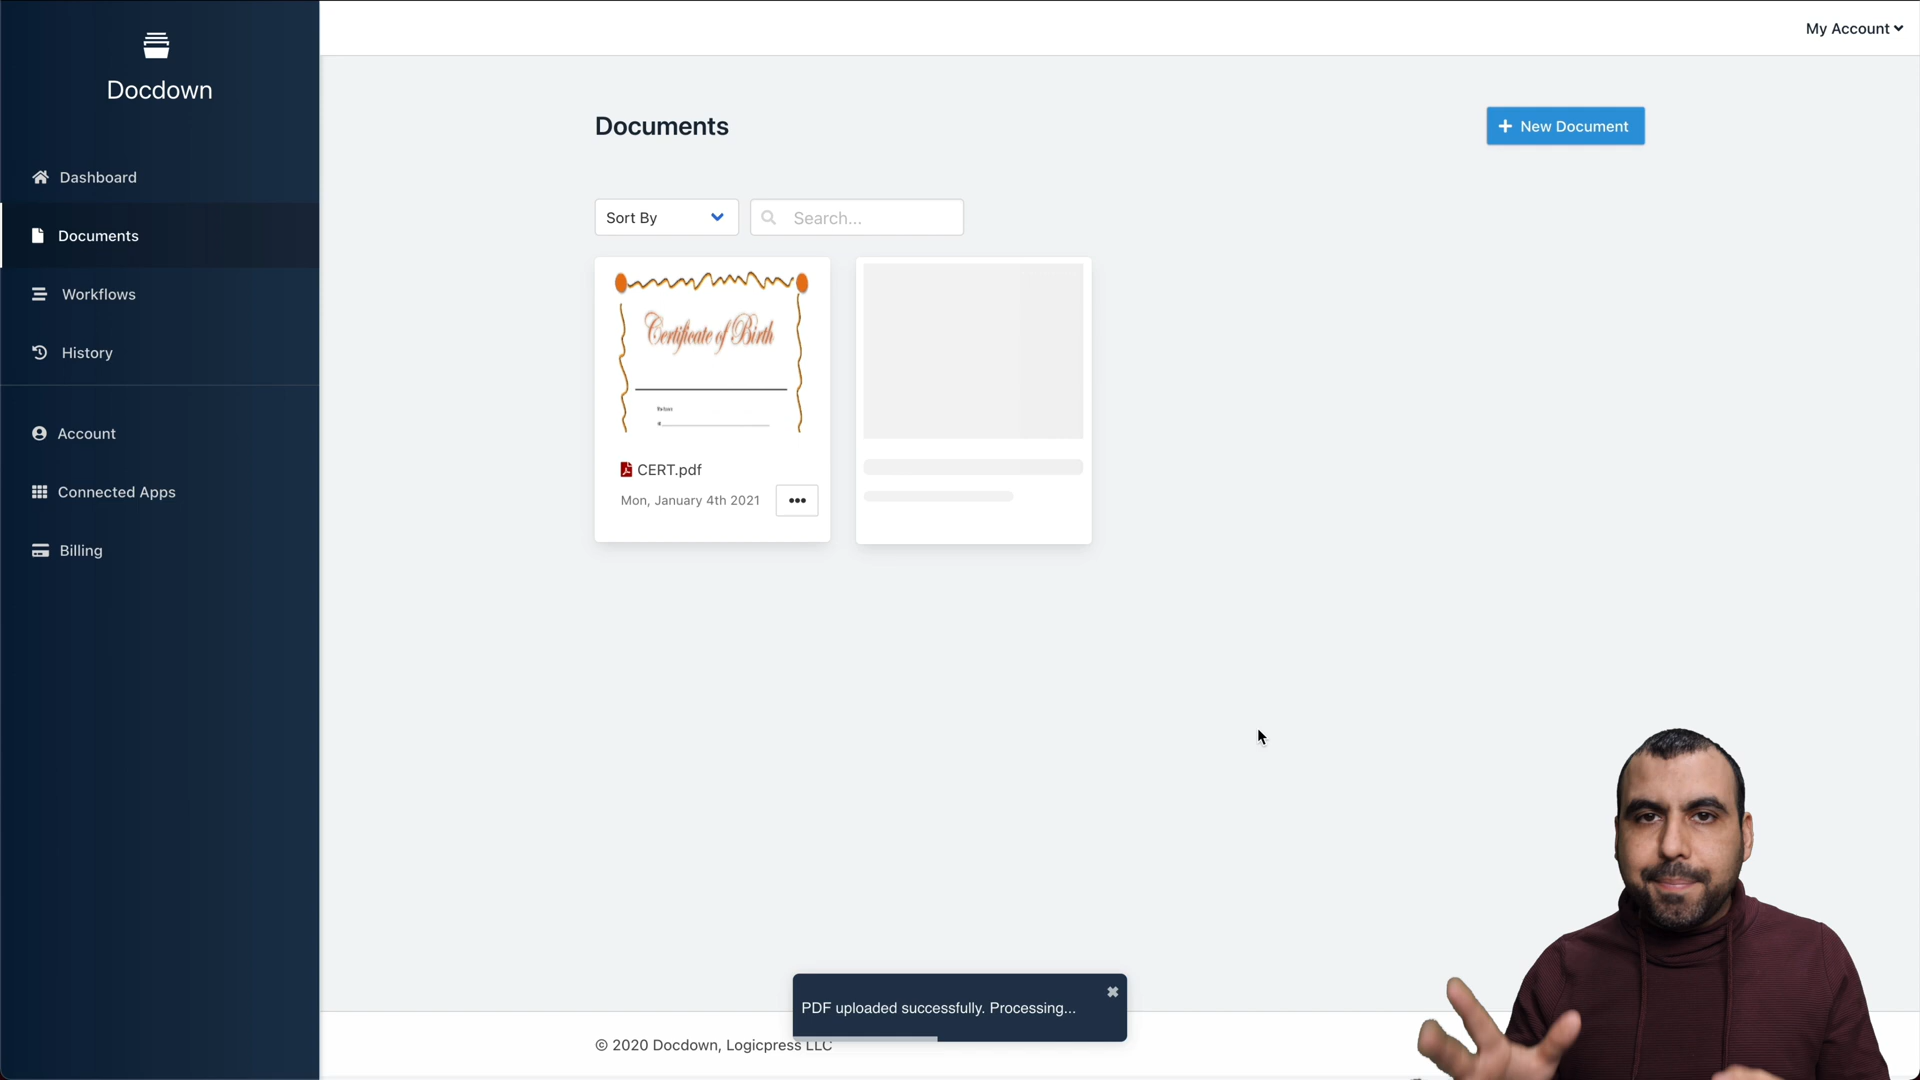 Docdown
Dashboard
Documents
Workflows
History
Account
Connected Apps
Billing
My Account
Documents
New Document
Sort By
Search...
Certificate of Birth
CERT.pdf
Mon, January 4th 2021
PDF uploaded successfully. Processing...
© 2020 Docdown, Logicpress LLC